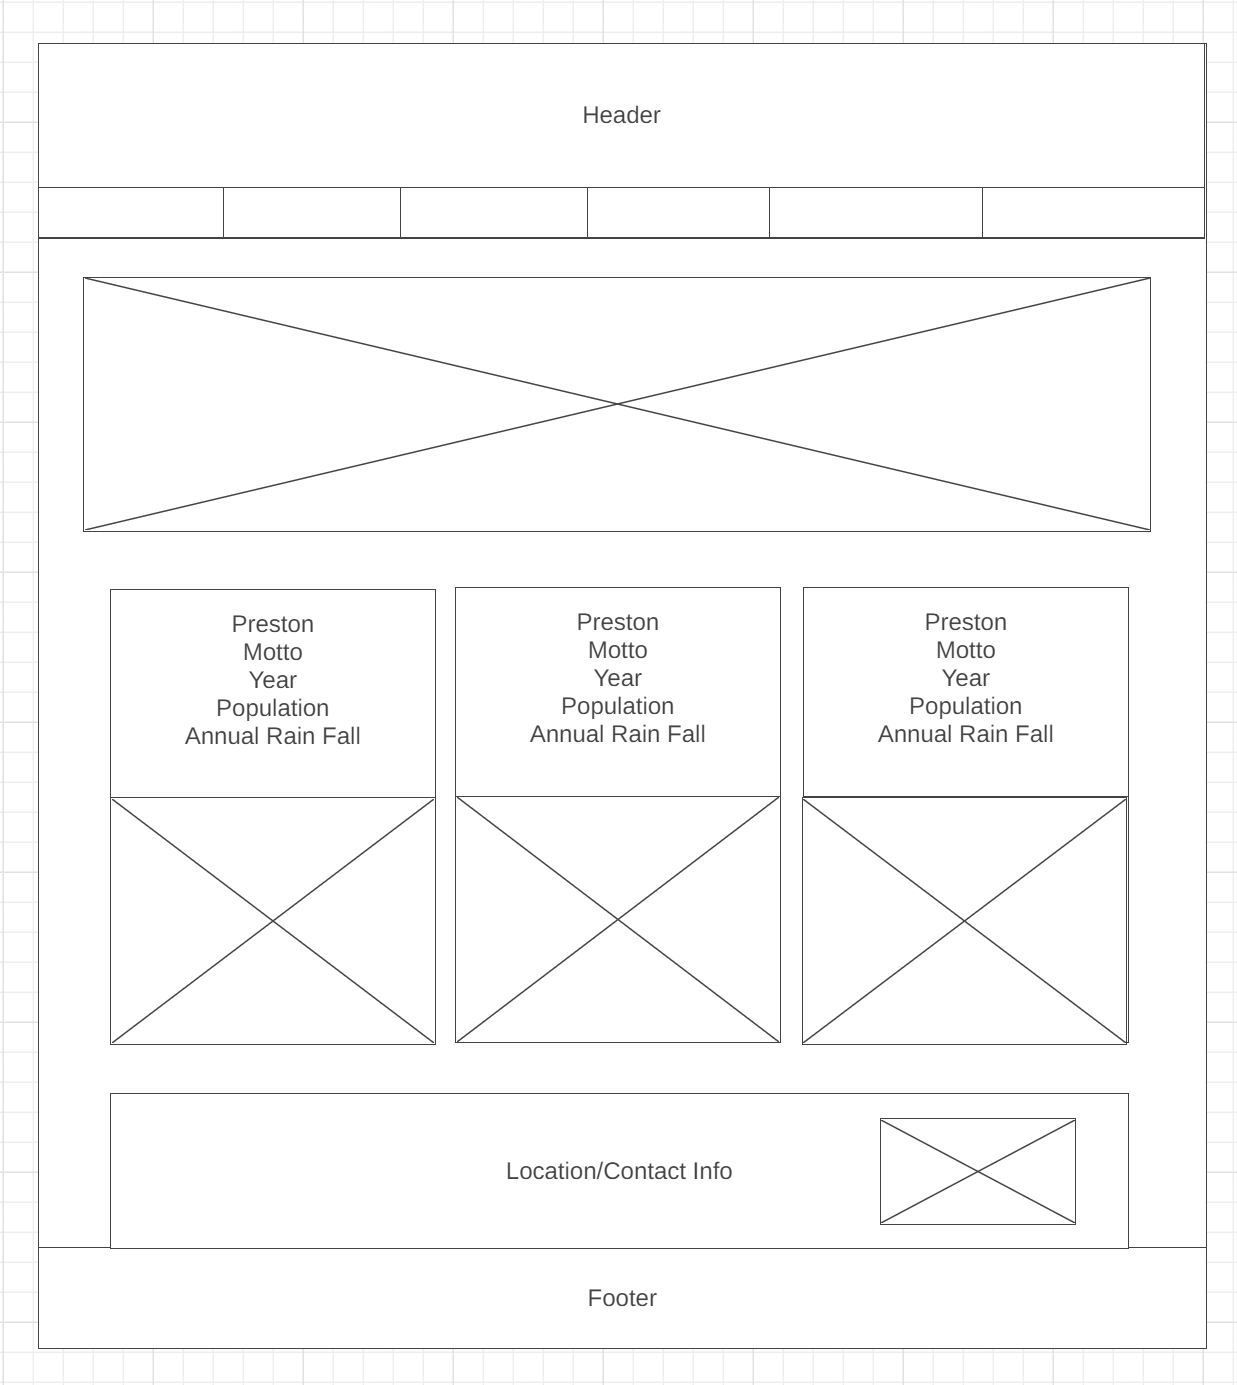 Header
Preston
Motto
Year
Population
Annual Rain Fall
Preston
Motto
Year
Population
Annual Rain Fall
Preston
Motto
Year
Population
Annual Rain Fall
Location/Contact Info
Footer